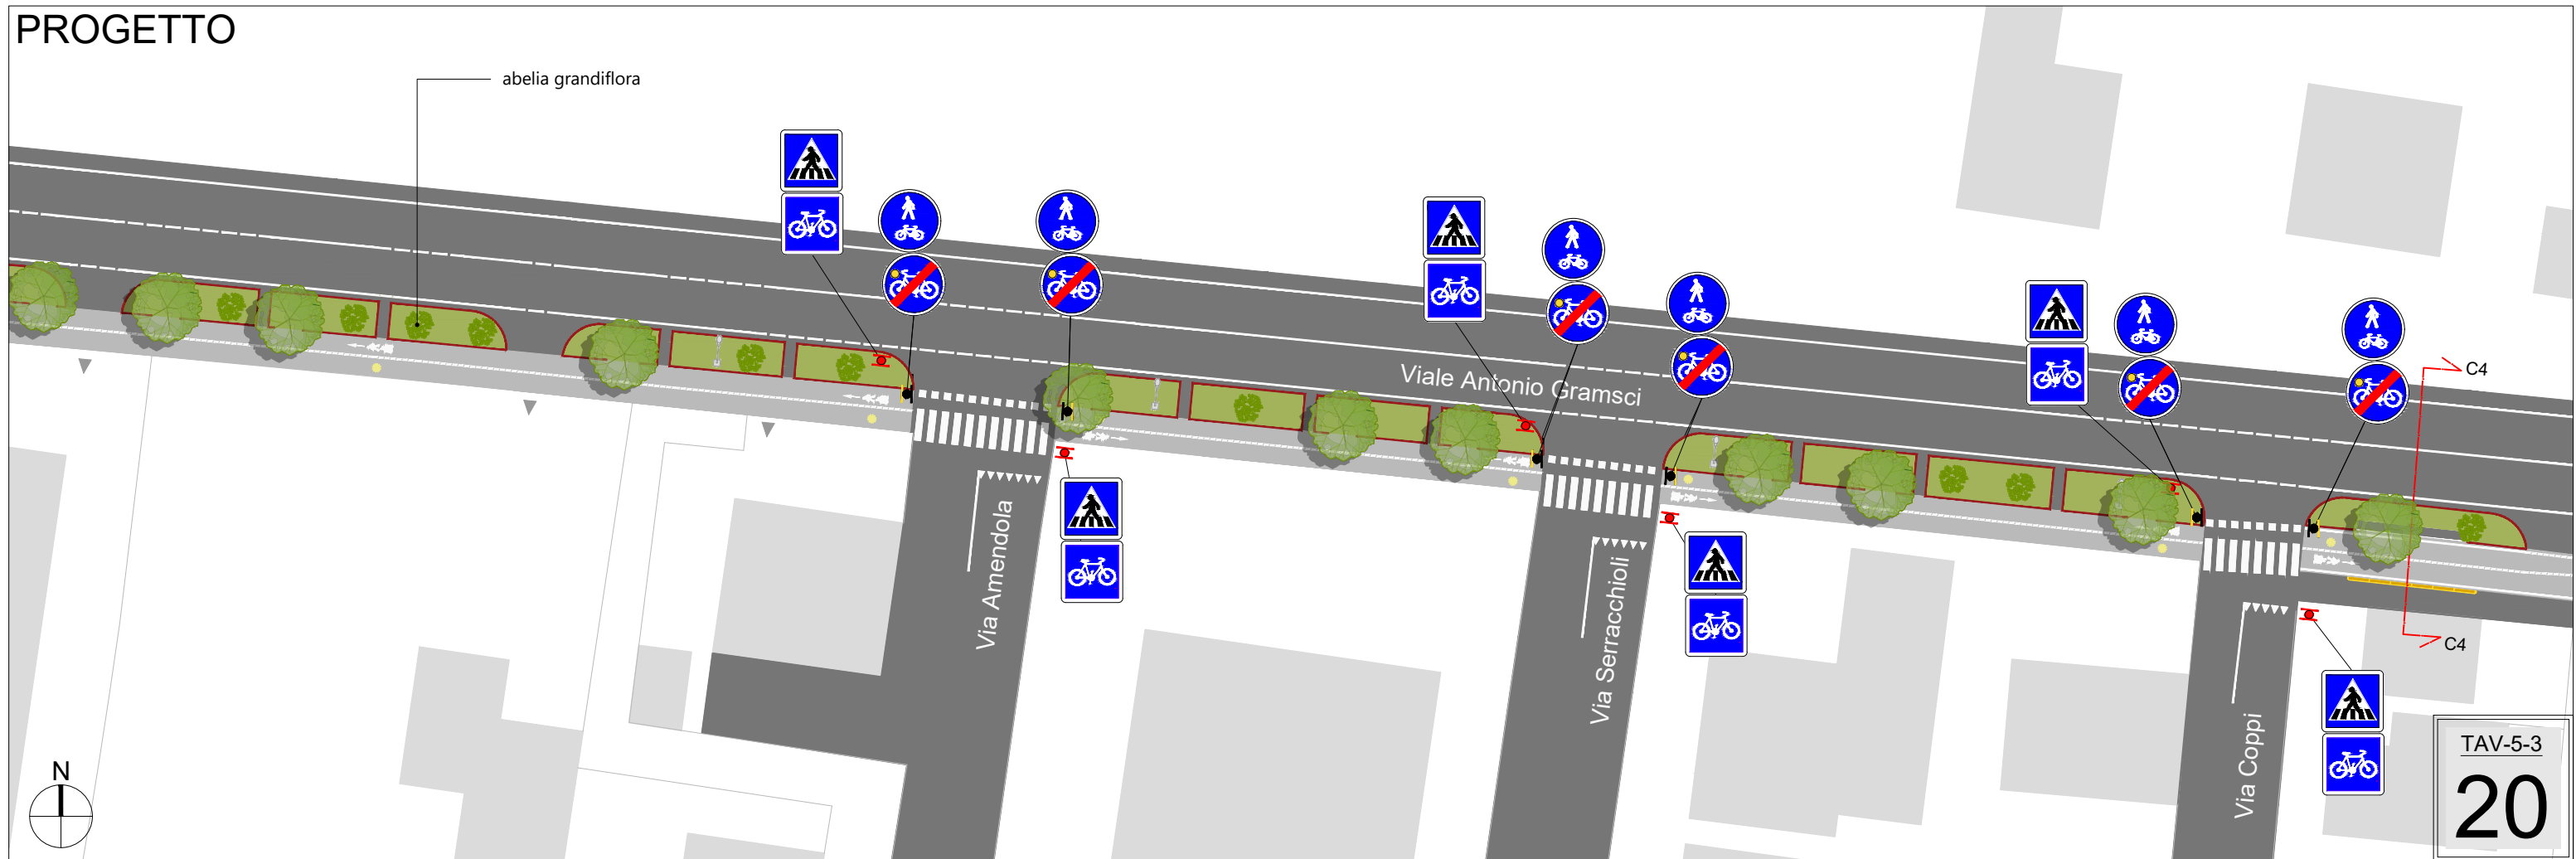 PROGETTO
abelia grandiflora
Viale Antonio Gramsci
C4
Via Amendola
Via Serracchioli
C4
Via Coppi
N
TAV-5-3
20